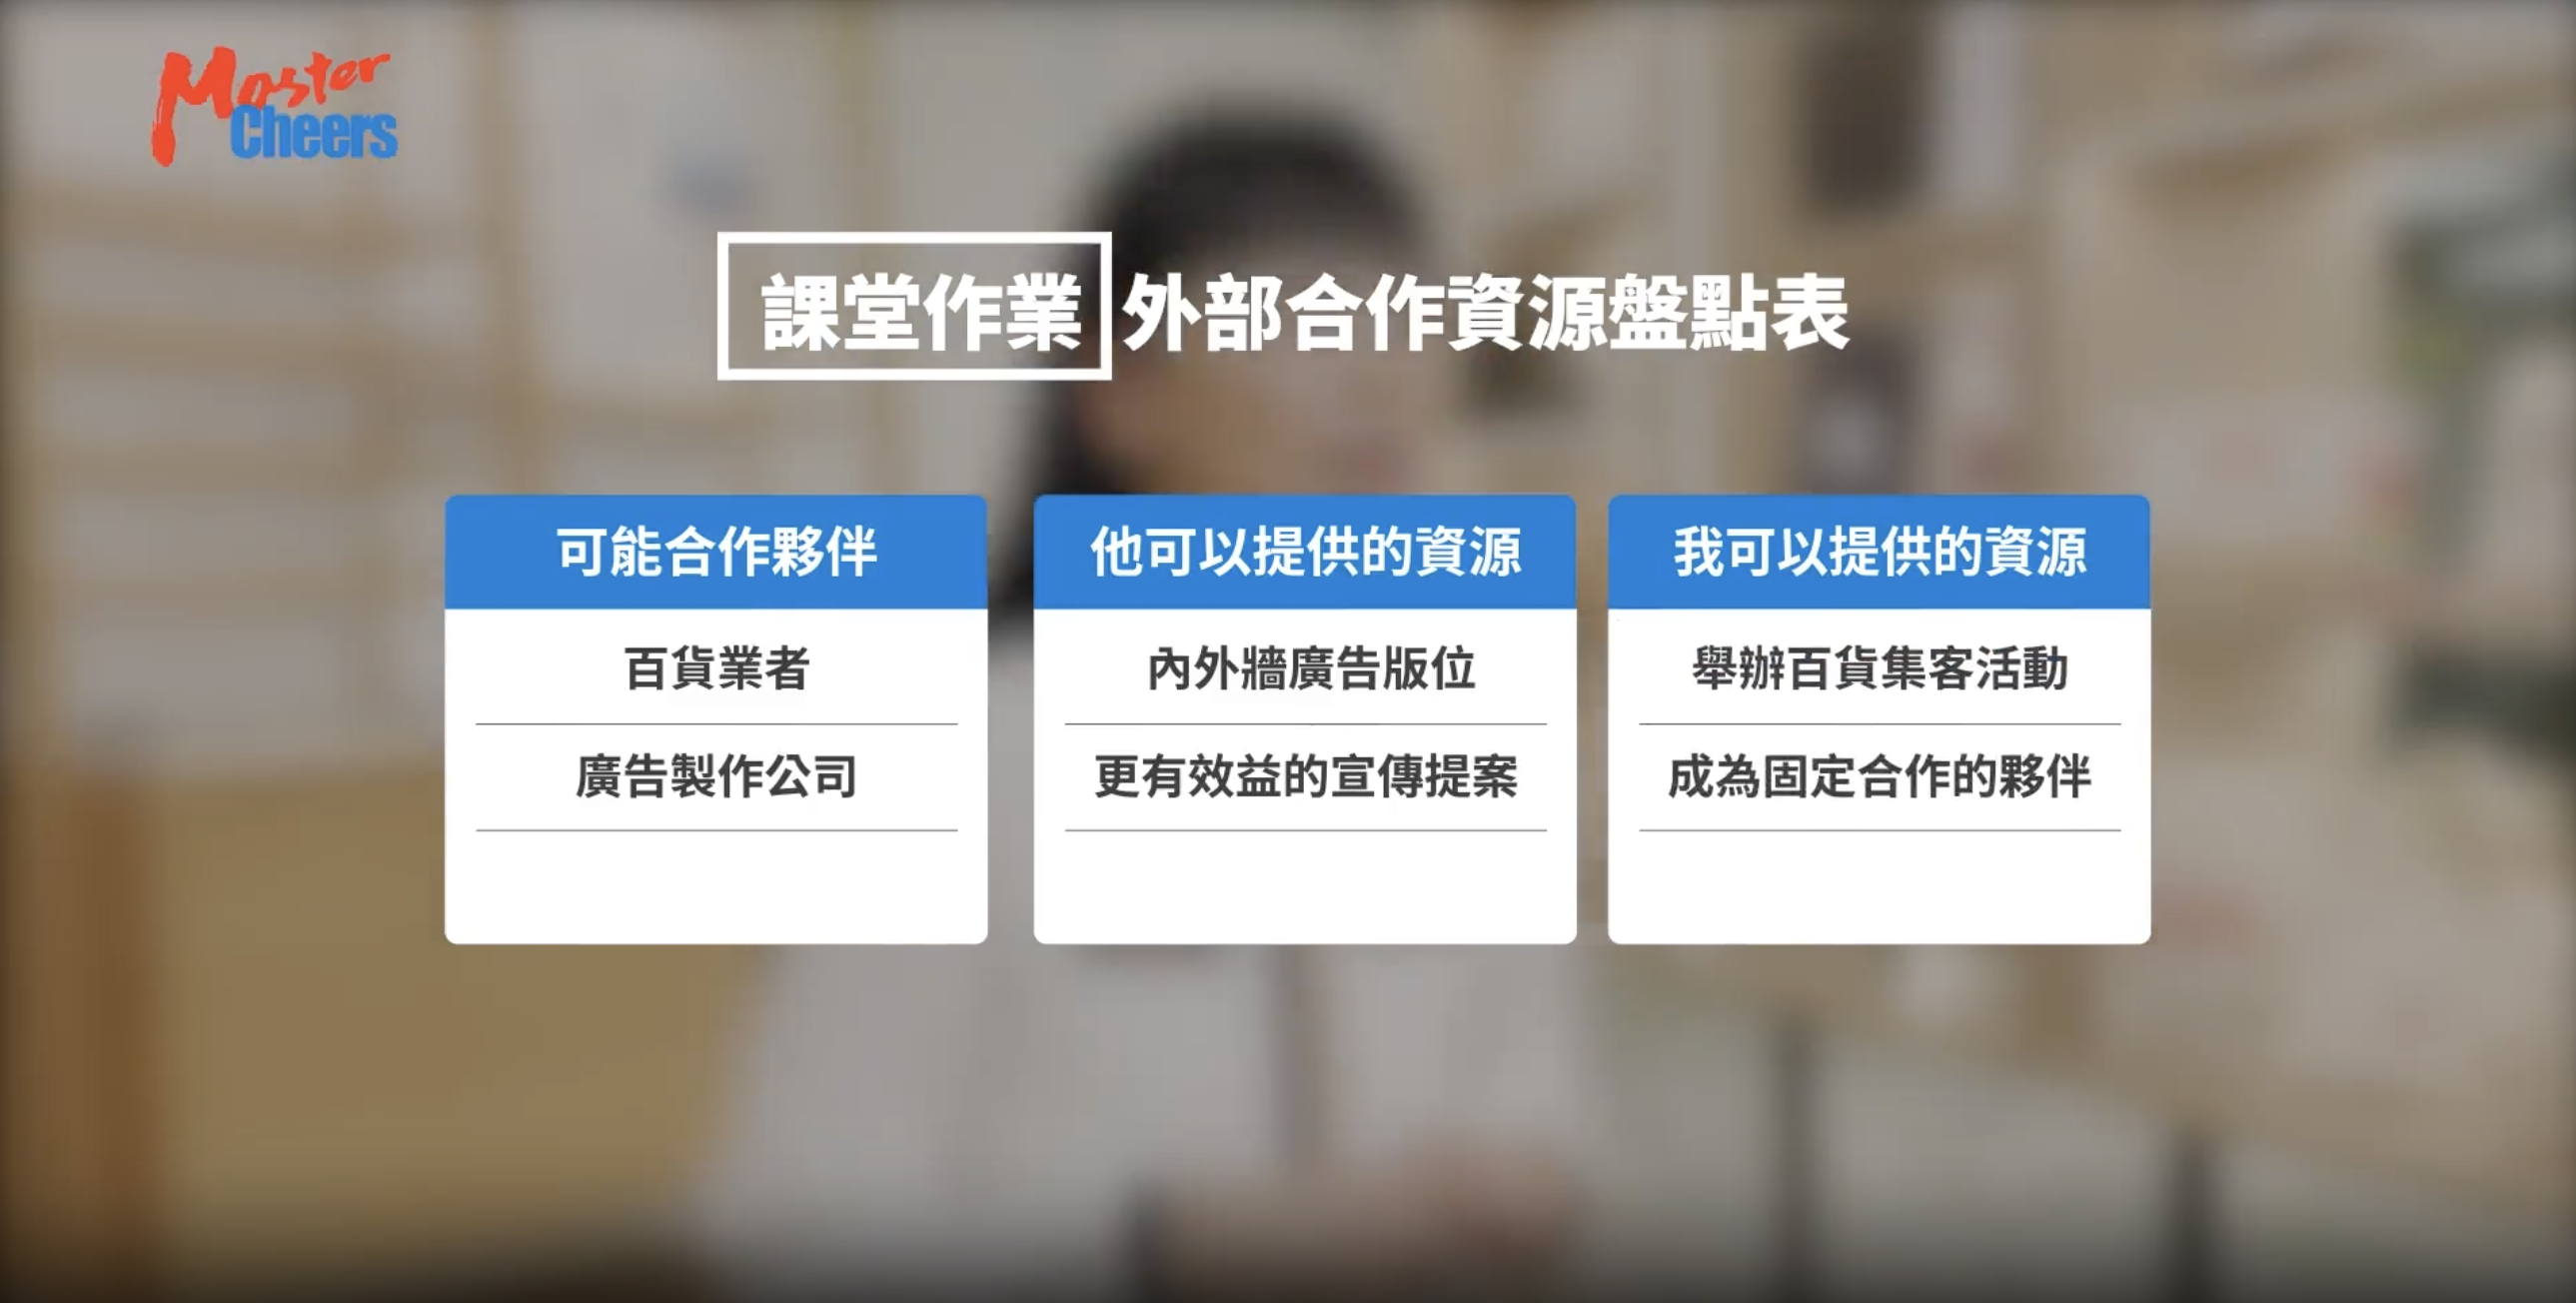 Master
Cheers
課堂作業 外部合作資源盤點表
可能合作夥伴 他可以提供的資源 我可以提供的資源
百貨業者 內外牆廣告版位 舉辦百貨集客活動
廣告製作公司 更有效益的宣傳提案 成為固定合作的夥伴